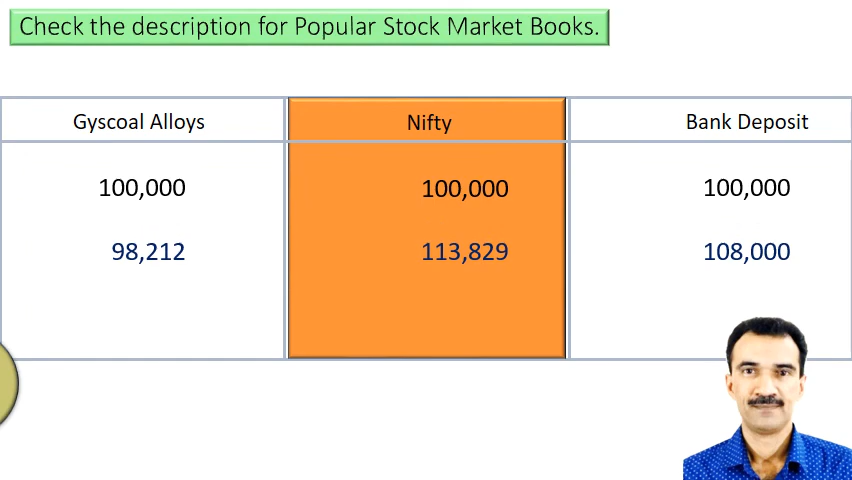 Check the description for Popular Stock Market Books.
Gyscoal Alloys Nifty Bank Deposit
100,000 100,000 100,000
98,212 113,829 108,000